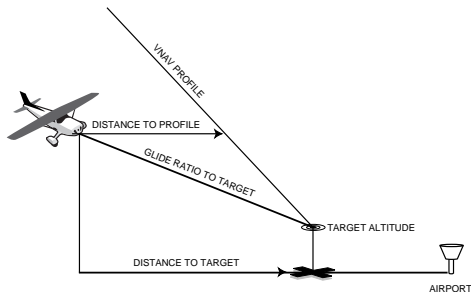 VNAV PROFILE
DISTANCE TO PROFILE
GLIDE RATIO TO TARGET
TARGET ALTITUDE
DISTANCE TO TARGET
AIRPORT